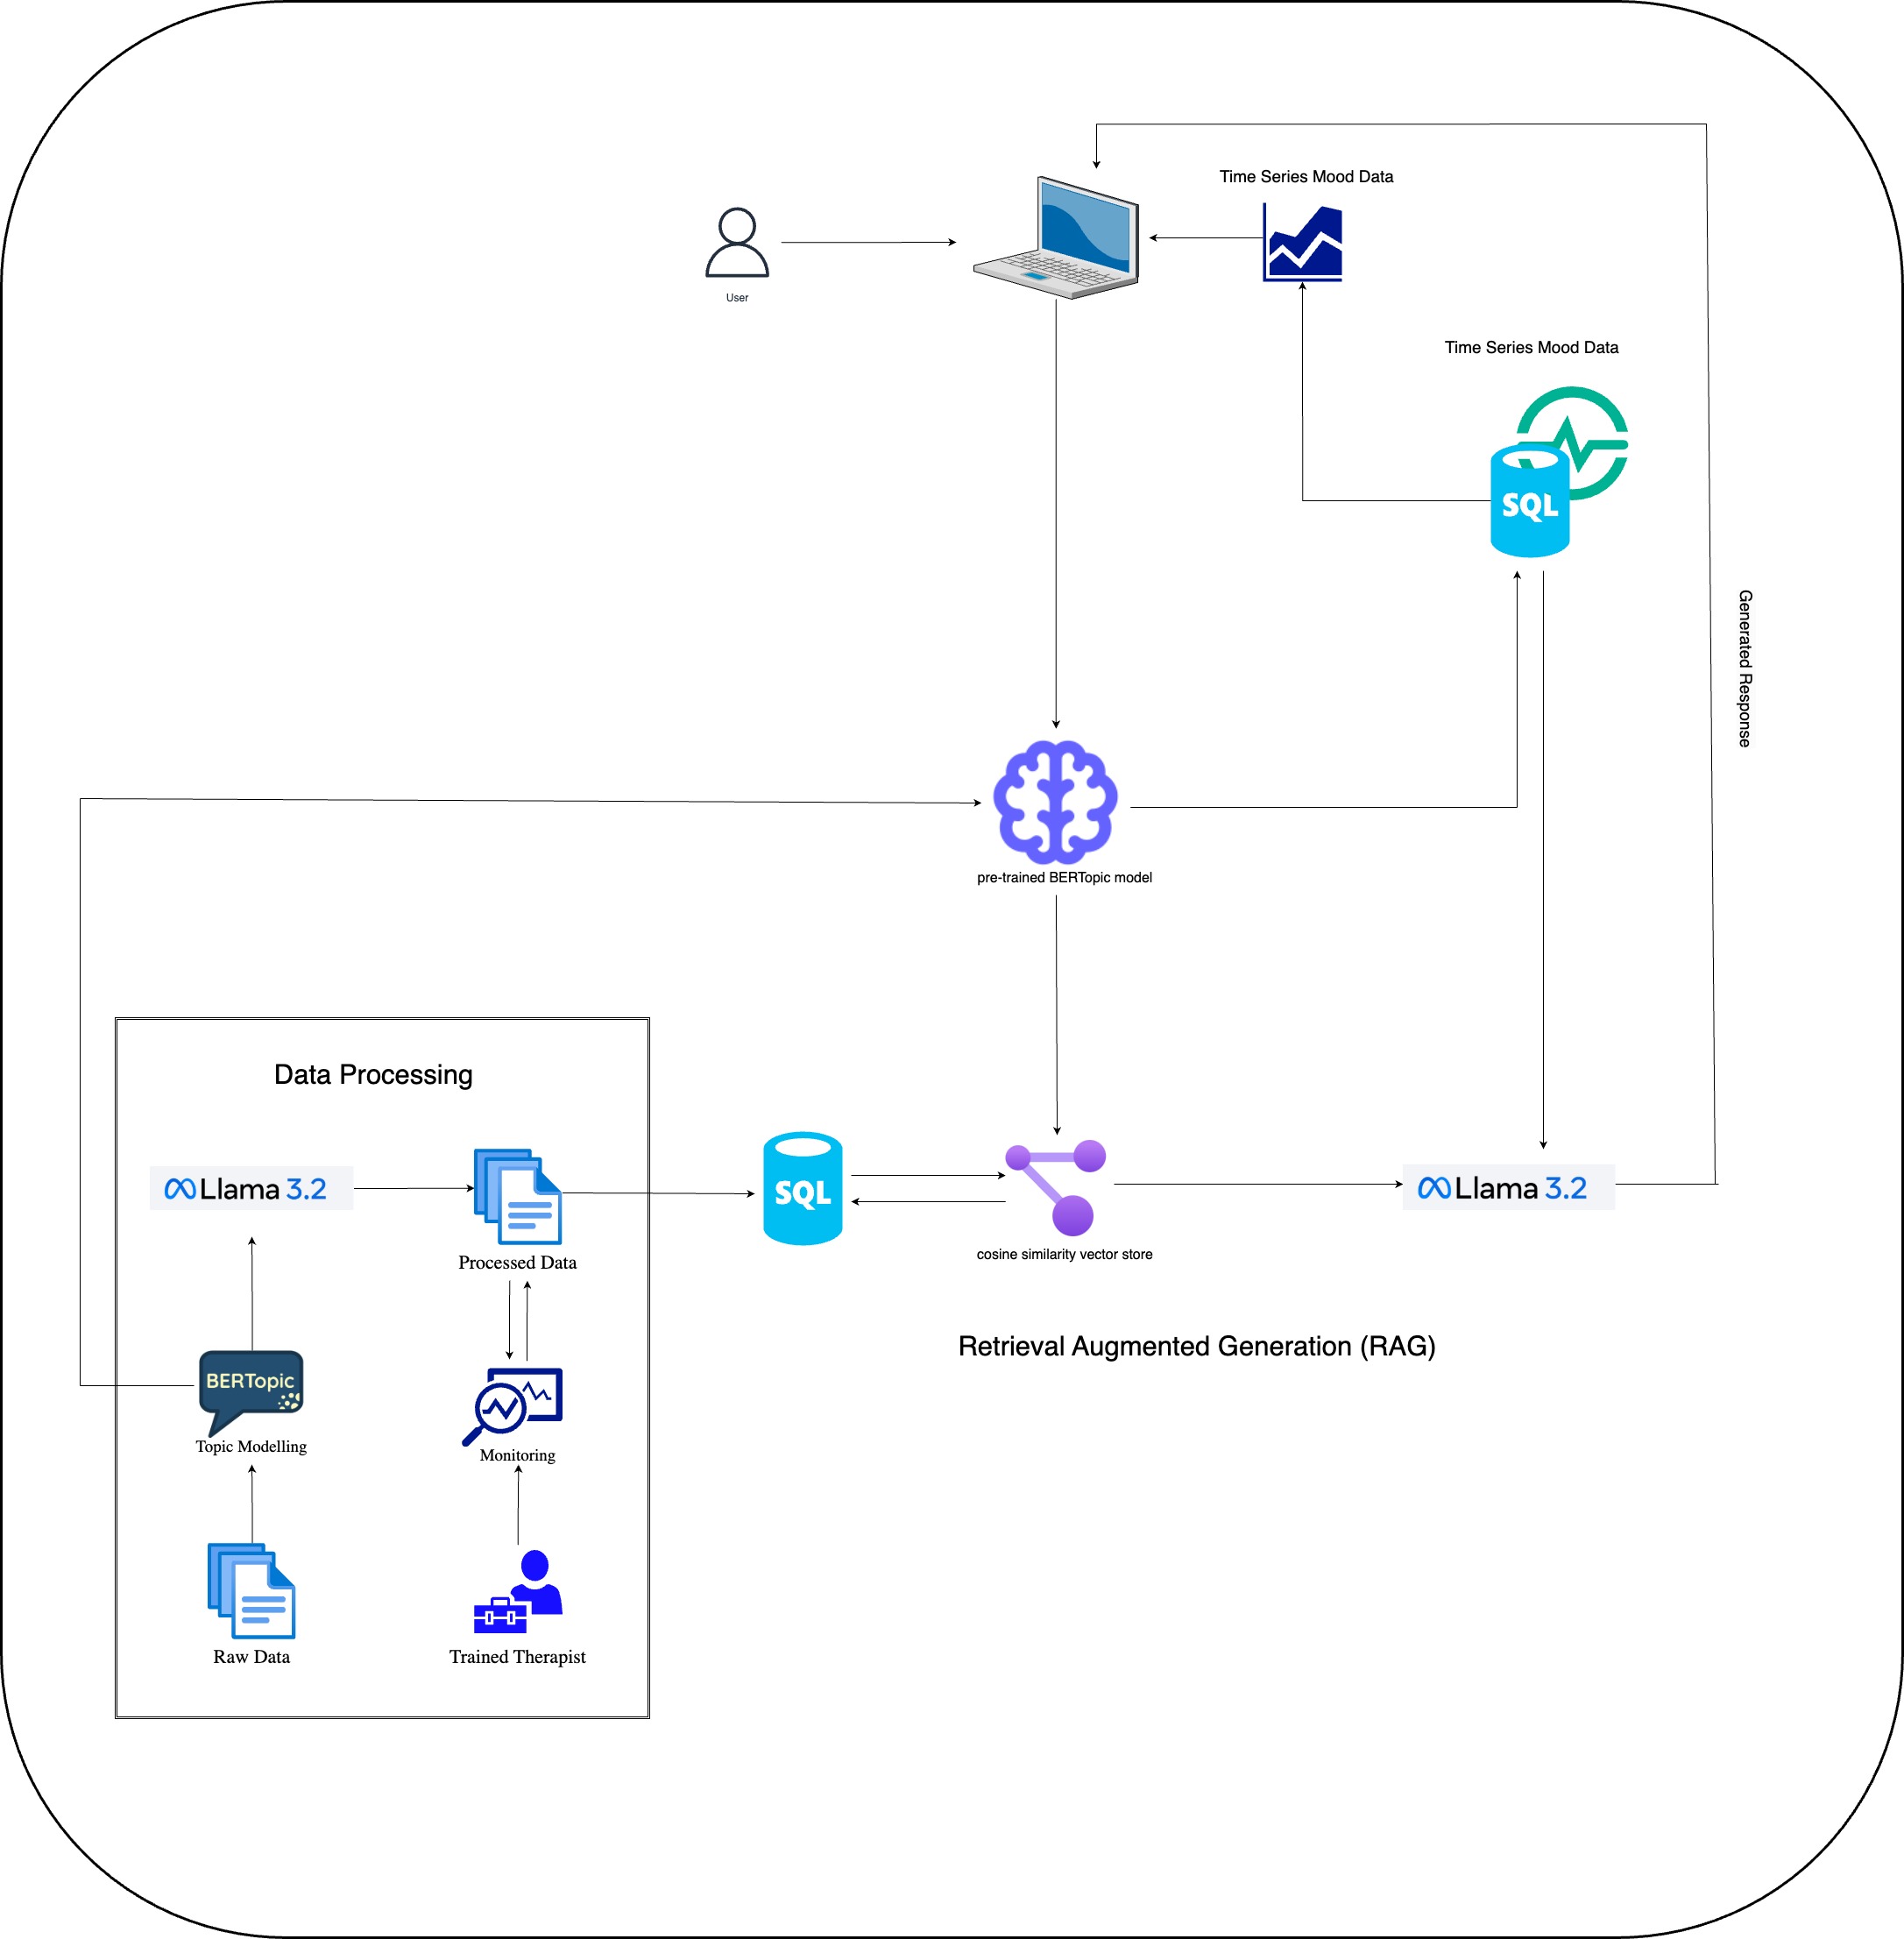 Time Series Mood Data
User
Time Series Mood Data
SQL
Generated Response
pre-trained BERTopic model
Data Processing
Llama 3.2
Processed Data
SQL
cosine similarity vector store
Llama 3.2
Retrieval Augmented Generation (RAG)
BERTopic
Topic Modelling
Monitoring
Raw Data
Trained Therapist